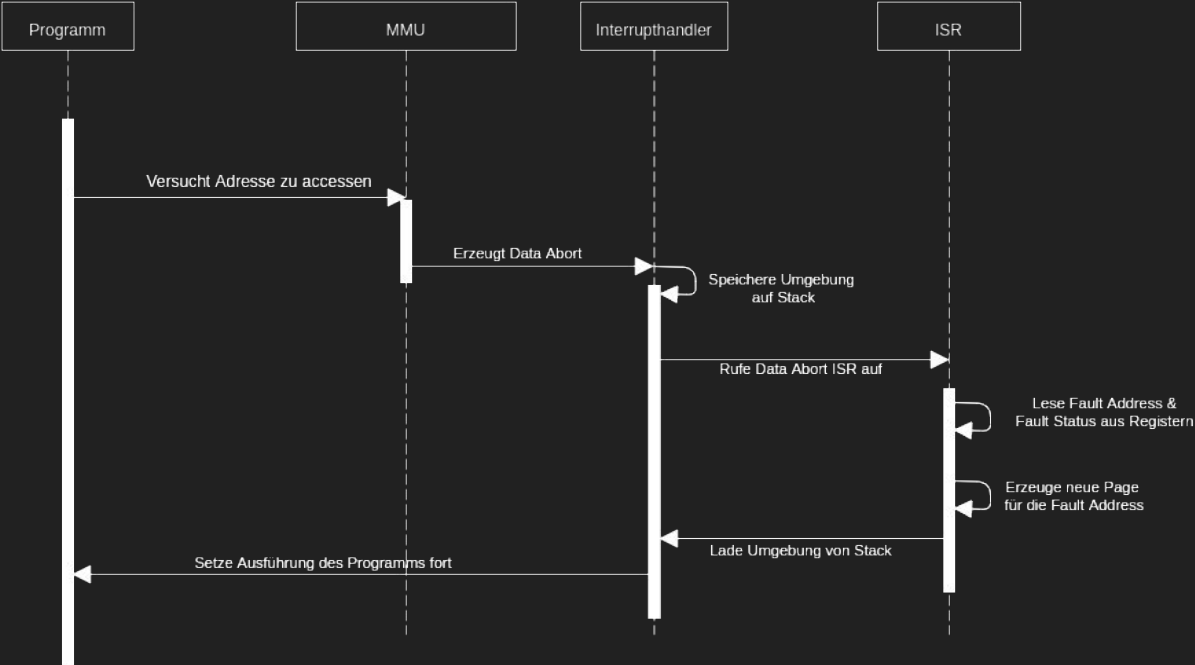 Programm
MMU
Interrupthandler
ISR
Versucht Adresse zu accessen
Erzeugt Data Abort
Speichere Umgebung
auf Stack
Rufe Data Abort ISR auf
Lese Fault Address &
Fault Status aus Registern
Erzeuge neue Page
für die Fault Address
Lade Umgebung von Stack
Setze Ausführung des Programms fort